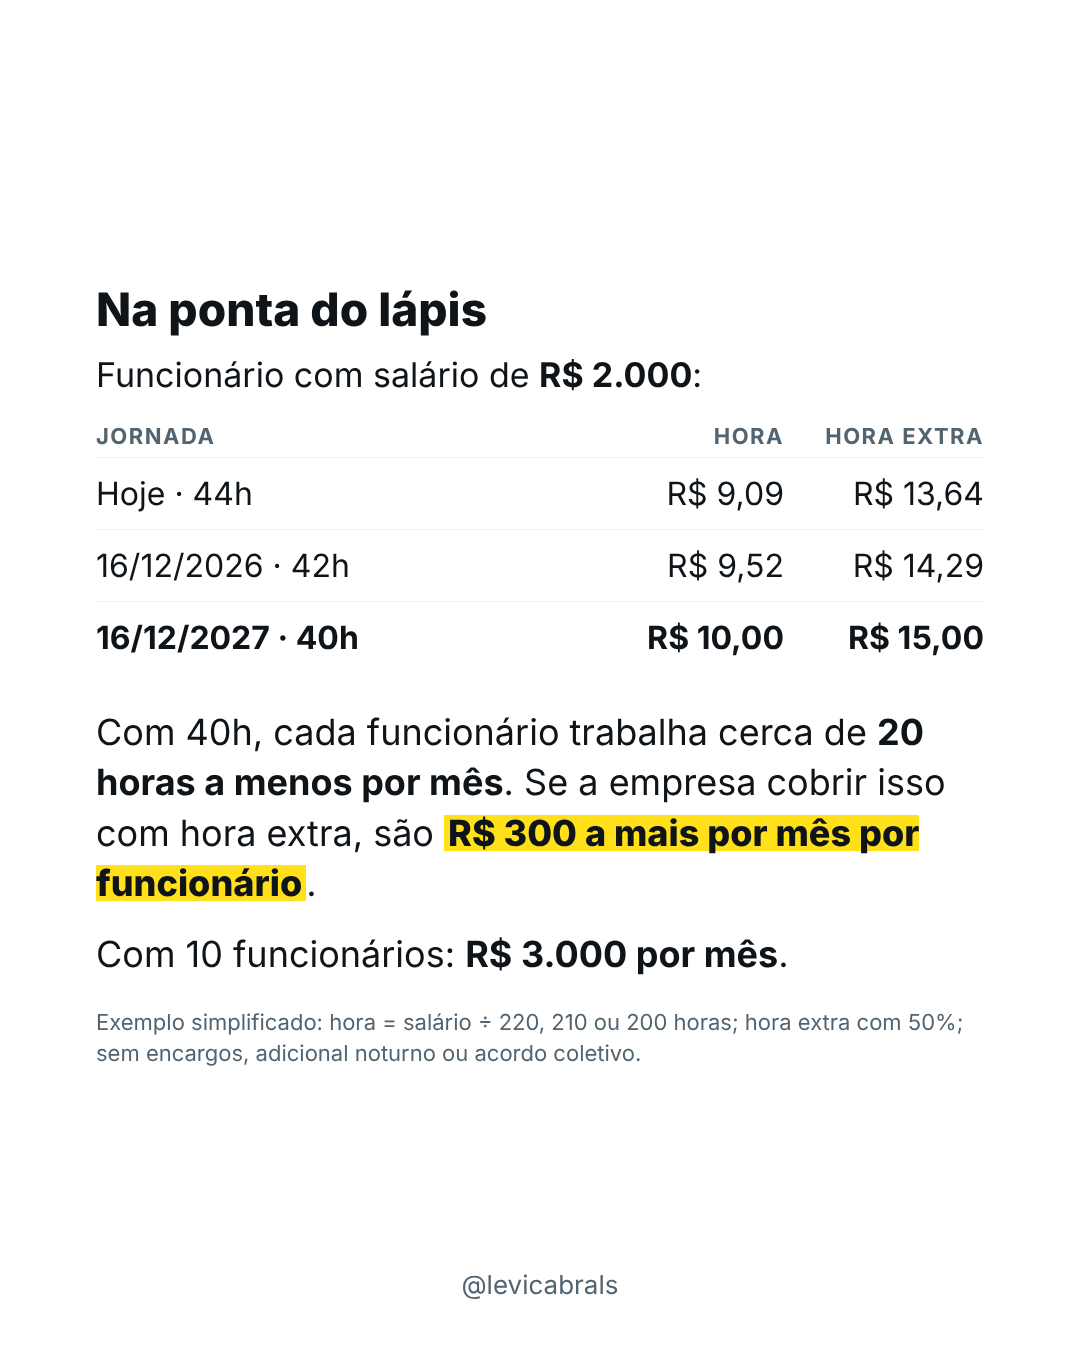 Na ponta do lápis
Funcionário com salário de R$ 2.000:
JORNADA HORA HORA EXTRA
Hoje · 44h R$ 9,09 R$ 13,64
16/12/2026 · 42h R$ 9,52 R$ 14,29
16/12/2027 · 40h R$ 10,00 R$ 15,00
Com 40h, cada funcionário trabalha cerca de 20
horas a menos por mês. Se a empresa cobrir isso
com hora extra, são R$ 300 a mais por mês por
funcionário.
Com 10 funcionários: R$ 3.000 por mês.
Exemplo simplificado: hora = salário ÷ 220, 210 ou 200 horas; hora extra com 50%;
sem encargos, adicional noturno ou acordo coletivo.
@levicabrals